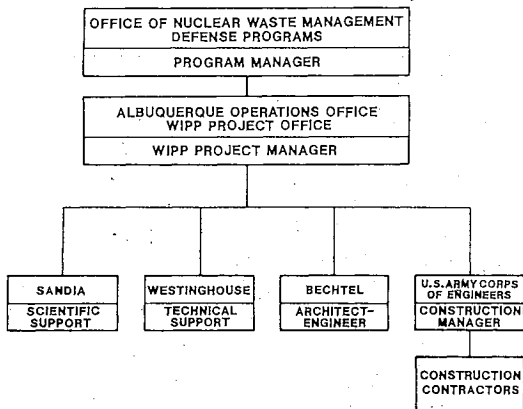 OFFICE OF NUCLEAR WASTE MANAGEMENT
DEFENSE PROGRAMS
PROGRAM MANAGER
ALBUQUERQUE OPERATIONS OFFICE
WIPP PROJECT OFFICE
WIPP PROJECT MANAGER
SANDIA
SCIENTIFIC
SUPPORT
WESTINGHOUSE
TECHNICAL
SUPPORT
BECHTEL
ARCHITECT-
ENGINEER
U.S. ARMY CORPS
OF ENGINEERS
CONSTRUCTION
MANAGER
CONSTRUCTION
CONTRACTORS